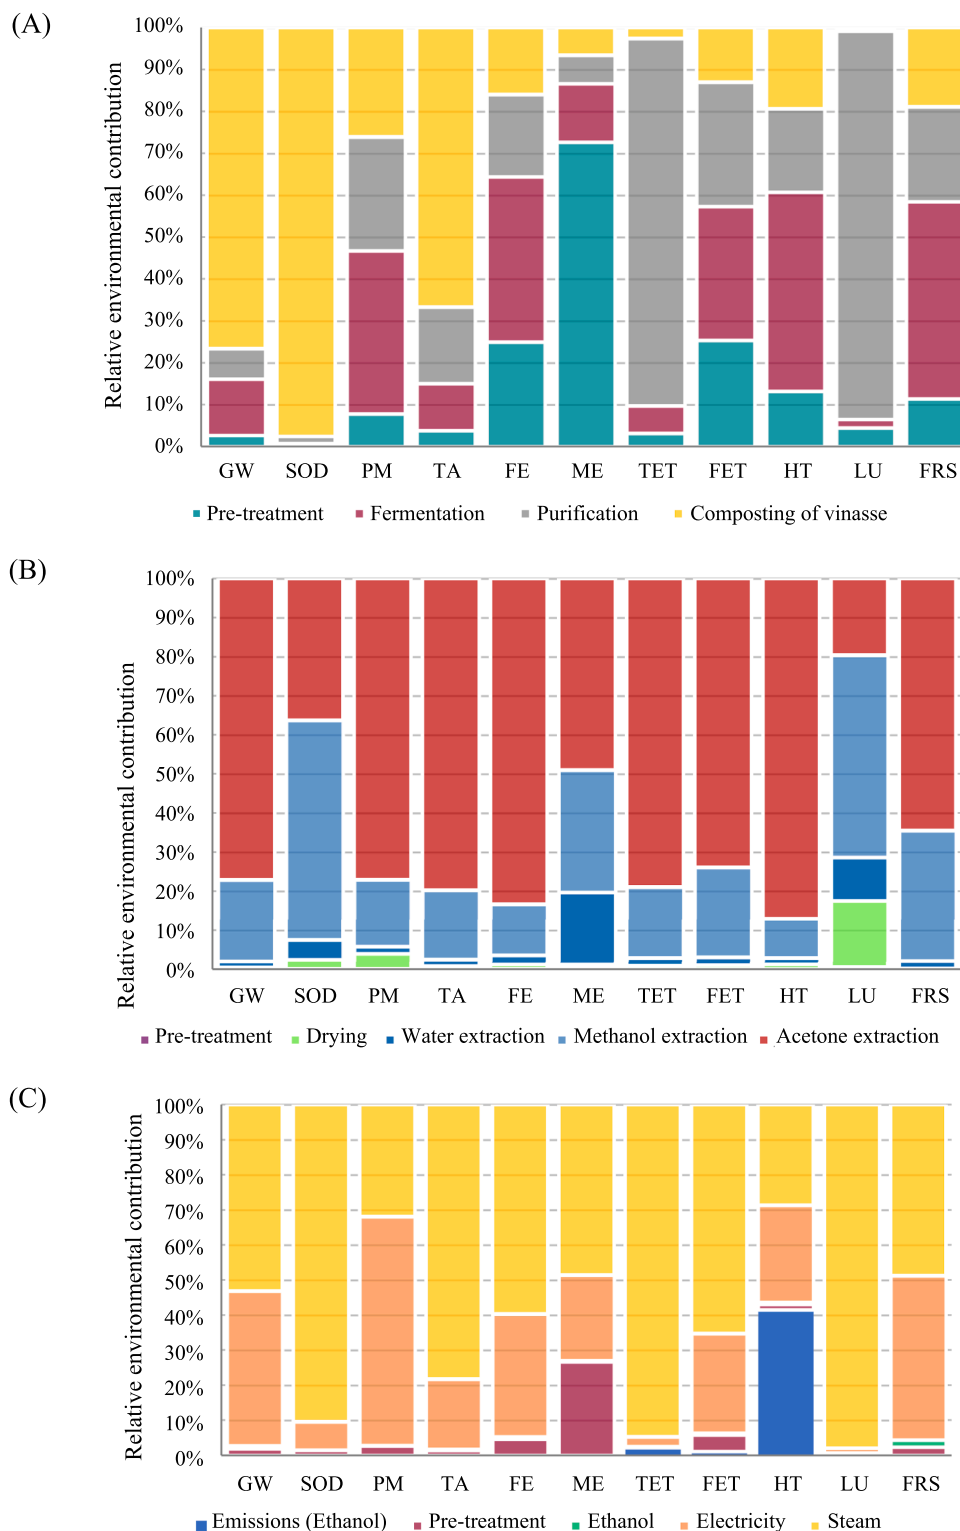 (A)
Relative environmental contribution
100%
90%
80%
70%
60%
50%
40%
30%
20%
10%
0%
GW SOD PM TA FE ME TET FET HT LU FRS
Pre-treatment Fermentation Purification Composting of vinasse
(B)
Relative environmental contribution
100%
90%
80%
70%
60%
50%
40%
30%
20%
10%
0%
GW SOD PM TA FE ME TET FET HT LU FRS
Pre-treatment Drying Water extraction Methanol extraction Acetone extraction
(C)
Relative environmental contribution
100%
90%
80%
70%
60%
50%
40%
30%
20%
10%
0%
GW SOD PM TA FE ME TET FET HT LU FRS
Emissions (Ethanol) Pre-treatment Ethanol Electricity Steam